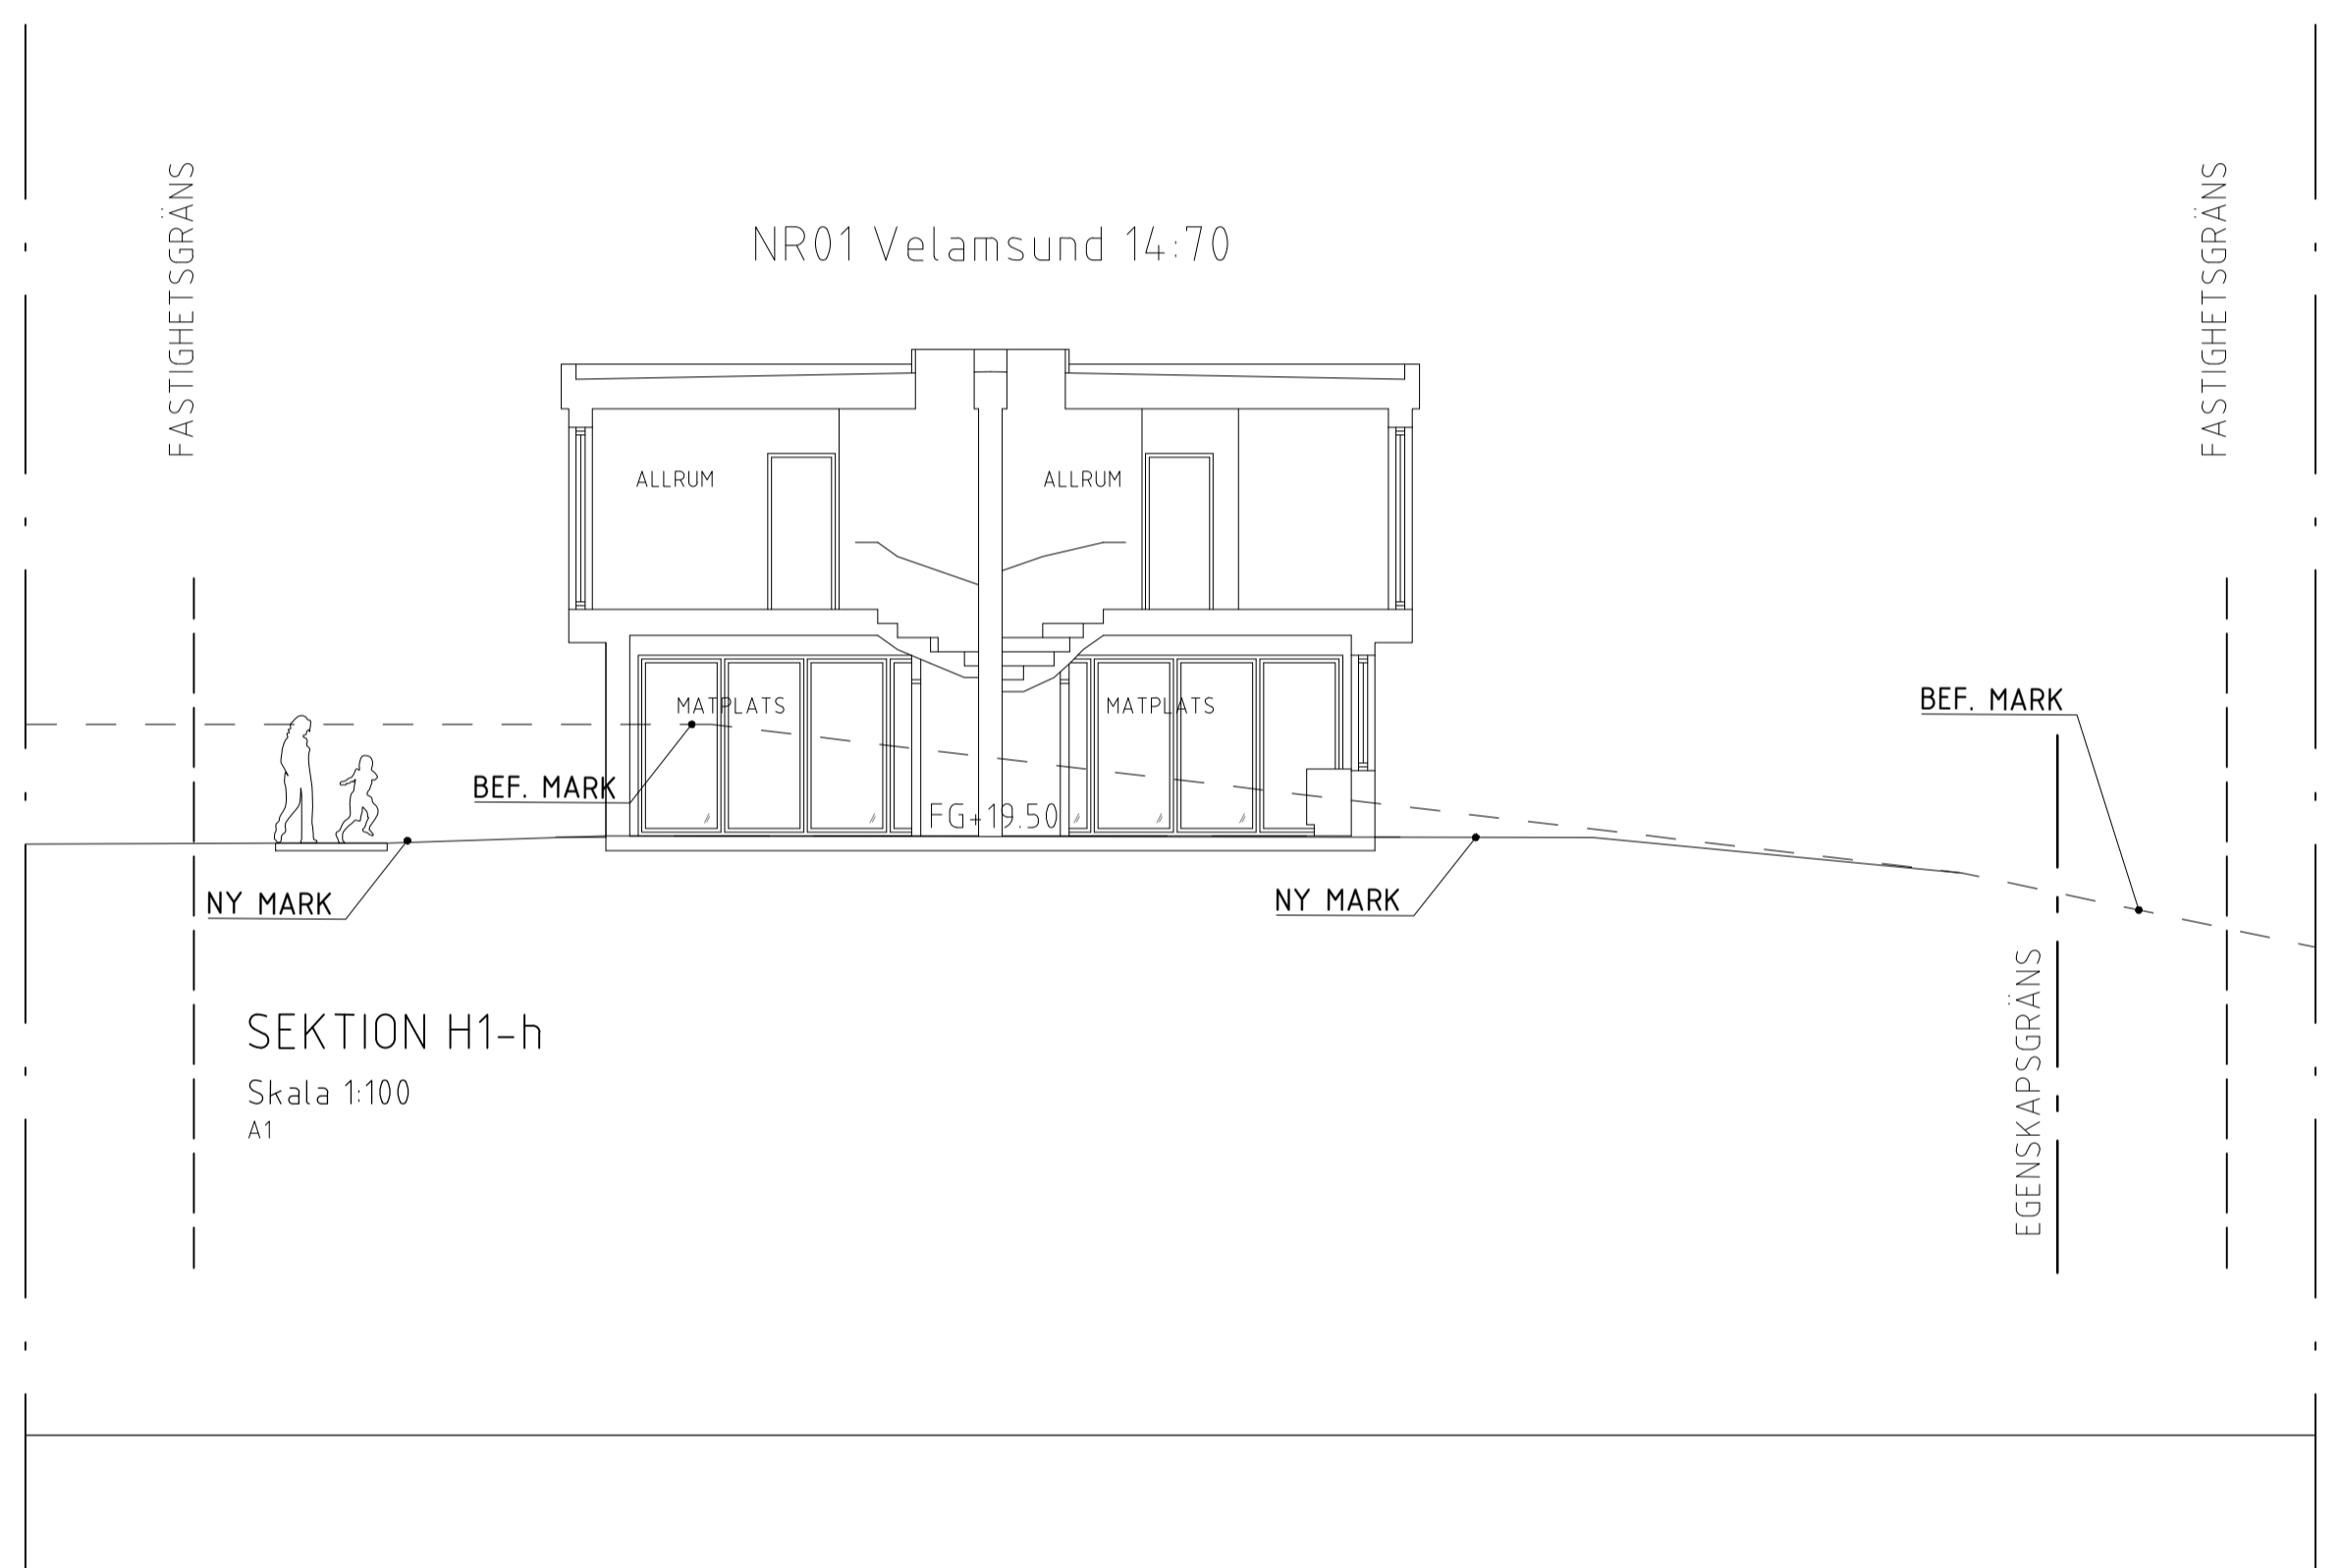 FASTIGHETSGRÄNS
FASTIGHETSGRÄNS
NR01 Velamsund 14:70
ALLRUM
ALLRUM
MATPLATS
MATPLATS
BEF. MARK
BEF. MARK
FG+19.50
NY MARK
NY MARK
EGENSKAPSGRÄNS
SEKTION H1-h
Skala 1:100
A1